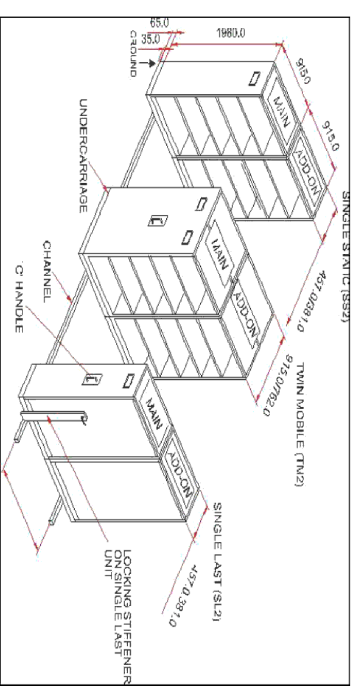 SINGLE STATIC (SS2)
457.0/381.0
TWIN MOBILE (TM2)
915.0/762.0
SINGLE LAST (SL2)
457.0/381.0
915.0
915.0
1980.0
65.0
35.0
GROUND
MAIN
ADD-ON
MAIN
ADD-ON
MAIN
ADD-ON
UNDERCARRIAGE
CHANNEL
'C' HANDLE
LOCKING STIFFENER
ON SINGLE LAST
UNIT